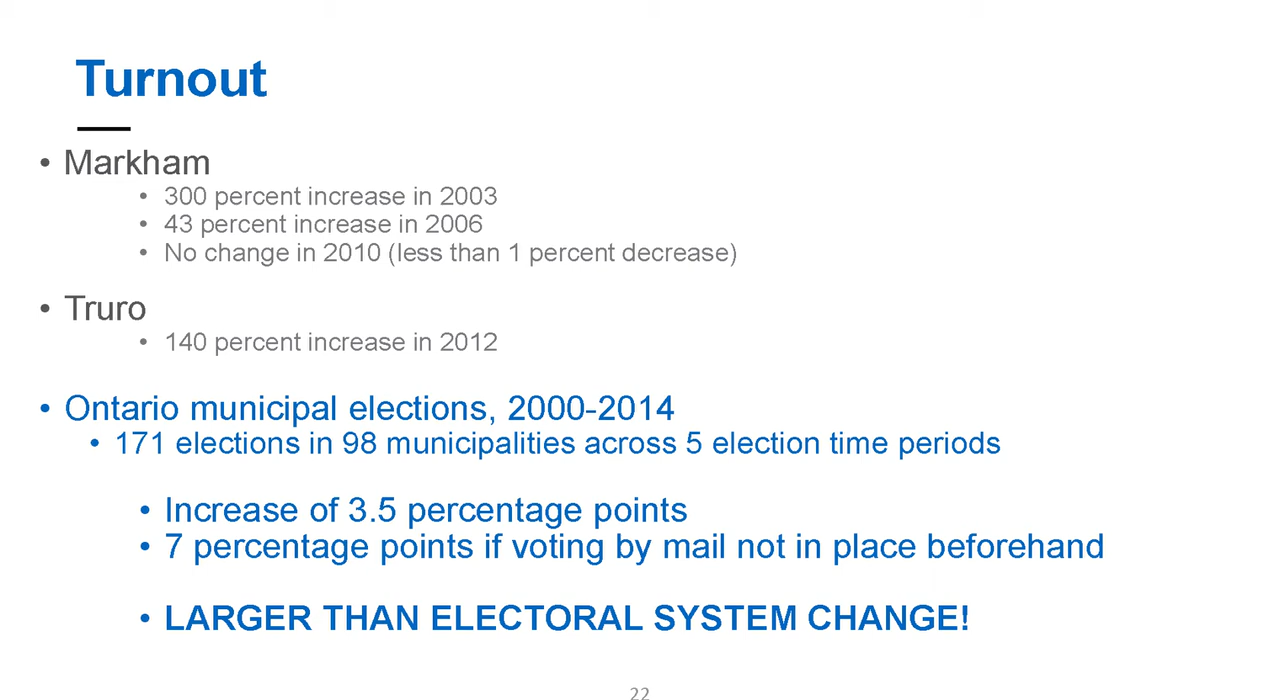 Turnout
• Markham
• 300 percent increase in 2003
• 43 percent increase in 2006
• No change in 2010 (less than 1 percent decrease)
• Truro
• 140 percent increase in 2012
• Ontario municipal elections, 2000-2014
• 171 elections in 98 municipalities across 5 election time periods
• Increase of 3.5 percentage points
• 7 percentage points if voting by mail not in place beforehand
• LARGER THAN ELECTORAL SYSTEM CHANGE!
22